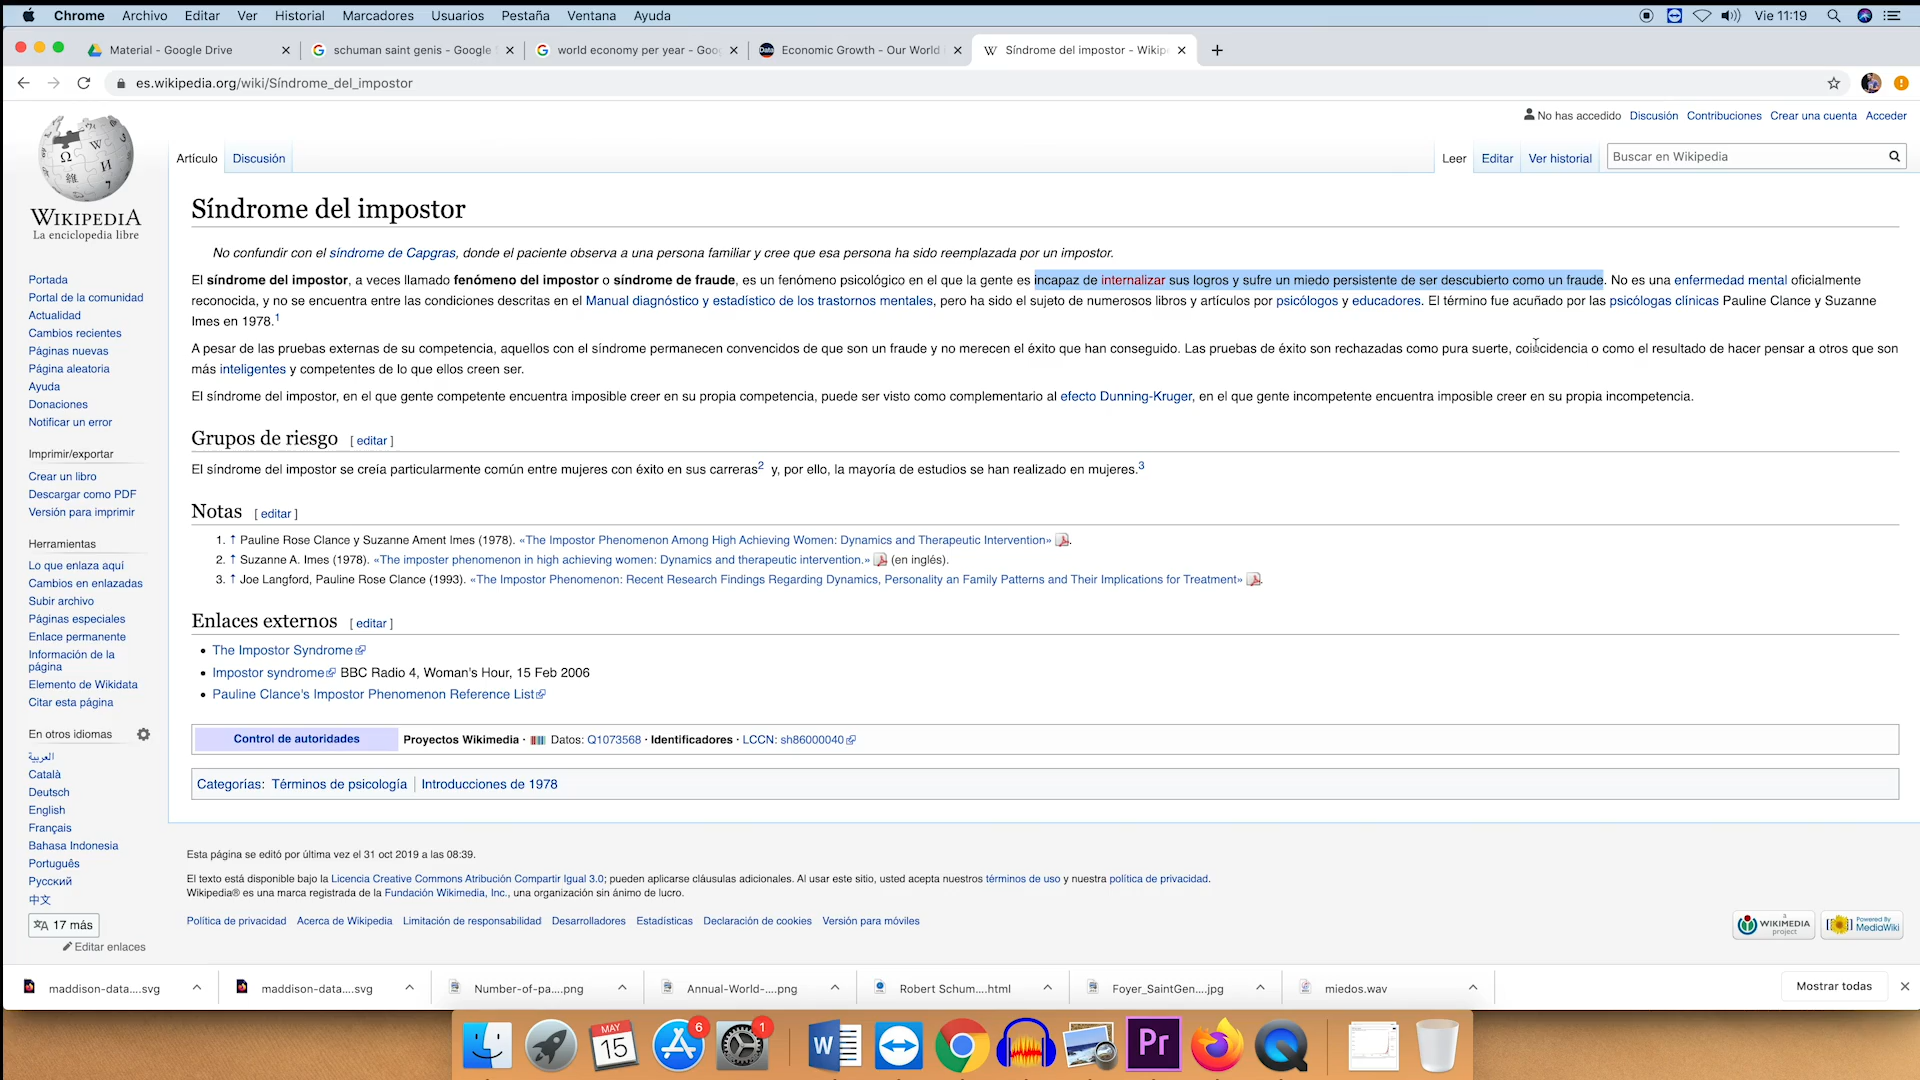 Chrome Archivo Editar Ver Historial Marcadores Usuarios Pestaña Ventana Ayuda Vie 11:19
Material - Google Drive schuman saint genis - Google world economy per year - Goo Economic Growth - Our World Síndrome del impostor - Wikip
es.wikipedia.org/wiki/Síndrome_del_impostor
No has accedido Discusión Contribuciones Crear una cuenta Acceder
Artículo Discusión Leer Editar Ver historial Buscar en Wikipedia
WIKIPEDIA
La enciclopedia libre
Portada
Portal de la comunidad
Actualidad
Cambios recientes
Páginas nuevas
Página aleatoria
Ayuda
Donaciones
Notificar un error
Imprimir/exportar
Crear un libro
Descargar como PDF
Versión para imprimir
Herramientas
Lo que enlaza aquí
Cambios en enlazadas
Subir archivo
Páginas especiales
Enlace permanente
Información de la
página
Elemento de Wikidata
Citar esta página
En otros idiomas
العربية
Català
Deutsch
English
Français
Bahasa Indonesia
Português
Русский
中文
17 más
Editar enlaces
Síndrome del impostor
No confundir con el síndrome de Capgras, donde el paciente observa a una persona familiar y cree que esa persona ha sido reemplazada por un impostor.
El síndrome del impostor, a veces llamado fenómeno del impostor o síndrome de fraude, es un fenómeno psicológico en el que la gente es incapaz de internalizar sus logros y sufre un miedo persistente de ser descubierto como un fraude. No es una enfermedad mental oficialmente
reconocida, y no se encuentra entre las condiciones descritas en el Manual diagnóstico y estadístico de los trastornos mentales, pero ha sido el sujeto de numerosos libros y artículos por psicólogos y educadores. El término fue acuñado por las psicólogas clínicas Pauline Clance y Suzanne
Imes en 1978.1
A pesar de las pruebas externas de su competencia, aquellos con el síndrome permanecen convencidos de que son un fraude y no merecen el éxito que han conseguido. Las pruebas de éxito son rechazadas como pura suerte, coincidencia o como el resultado de hacer pensar a otros que son
más inteligentes y competentes de lo que ellos creen ser.
El síndrome del impostor, en el que gente competente encuentra imposible creer en su propia competencia, puede ser visto como complementario al efecto Dunning-Kruger, en el que gente incompetente encuentra imposible creer en su propia incompetencia.
Grupos de riesgo [ editar ]
El síndrome del impostor se creía particularmente común entre mujeres con éxito en sus carreras2 y, por ello, la mayoría de estudios se han realizado en mujeres.3
Notas [ editar ]
1. ↑ Pauline Rose Clance y Suzanne Ament Imes (1978). «The Impostor Phenomenon Among High Achieving Women: Dynamics and Therapeutic Intervention».
2. ↑ Suzanne A. Imes (1978). «The imposter phenomenon in high achieving women: Dynamics and therapeutic intervention.» (en inglés).
3. ↑ Joe Langford, Pauline Rose Clance (1993). «The Impostor Phenomenon: Recent Research Findings Regarding Dynamics, Personality an Family Patterns and Their Implications for Treatment».
Enlaces externos [ editar ]
• The Impostor Syndrome
• Impostor syndrome BBC Radio 4, Woman's Hour, 15 Feb 2006
• Pauline Clance's Impostor Phenomenon Reference List
Control de autoridades Proyectos Wikimedia · Datos: Q1073568 · Identificadores · LCCN: sh86000040
Categorías: Términos de psicología | Introducciones de 1978
Esta página se editó por última vez el 31 oct 2019 a las 08:39.
El texto está disponible bajo la Licencia Creative Commons Atribución Compartir Igual 3.0; pueden aplicarse cláusulas adicionales. Al usar este sitio, usted acepta nuestros términos de uso y nuestra política de privacidad.
Wikipedia® es una marca registrada de la Fundación Wikimedia, Inc., una organización sin ánimo de lucro.
Política de privacidad Acerca de Wikipedia Limitación de responsabilidad Desarrolladores Estadísticas Declaración de cookies Versión para móviles
a WIKIMEDIA project Powered By MediaWiki
maddison-data....svg maddison-data....svg Number-of-pa....png Annual-World-....png Robert Schum....html Foyer_SaintGen....jpg miedos.wav Mostrar todas
MAY 15 6 1 W Pr